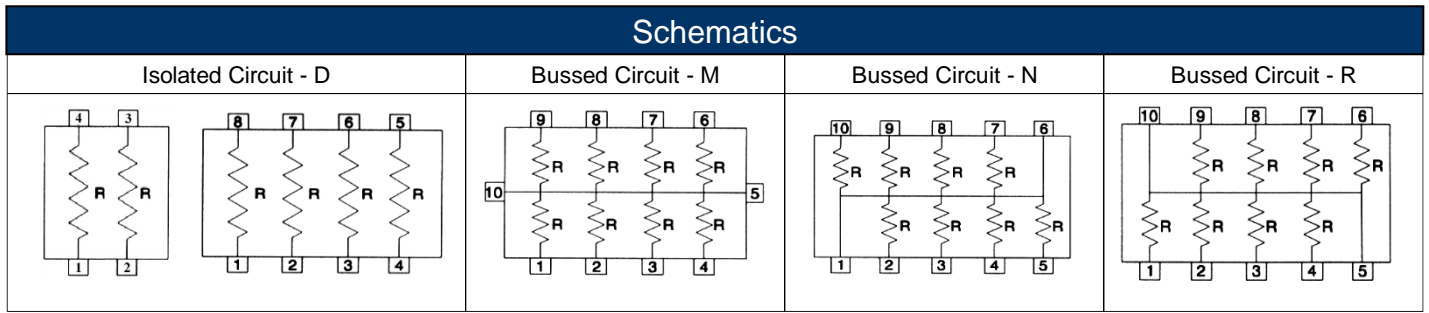 Schematics
Isolated Circuit - D
Bussed Circuit - M
Bussed Circuit - N
Bussed Circuit - R
4 3
R R
1 2
8 7 6 5
R R R R
1 2 3 4
9 8 7 6
R R R R
10 5
R R R R
1 2 3 4
10 9 8 7 6
R R R R
R R R R
1 2 3 4 5
10 9 8 7 6
R R R R
R R R R
1 2 3 4 5